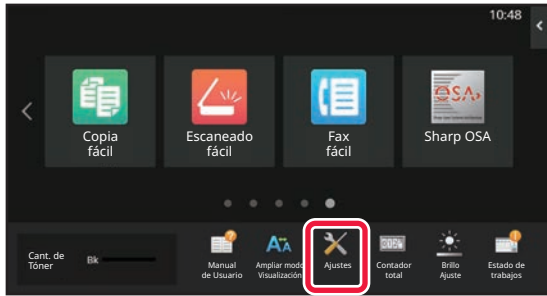 10:48
Copia
fácil
Escaneado
fácil
Fax
fácil
Sharp OSA
Cant. de
Tóner
Bk
Manual
de Usuario
Ampliar modo
Visualización
Ajustes
Contador
total
Brillo
Ajuste
Estado de
trabajos